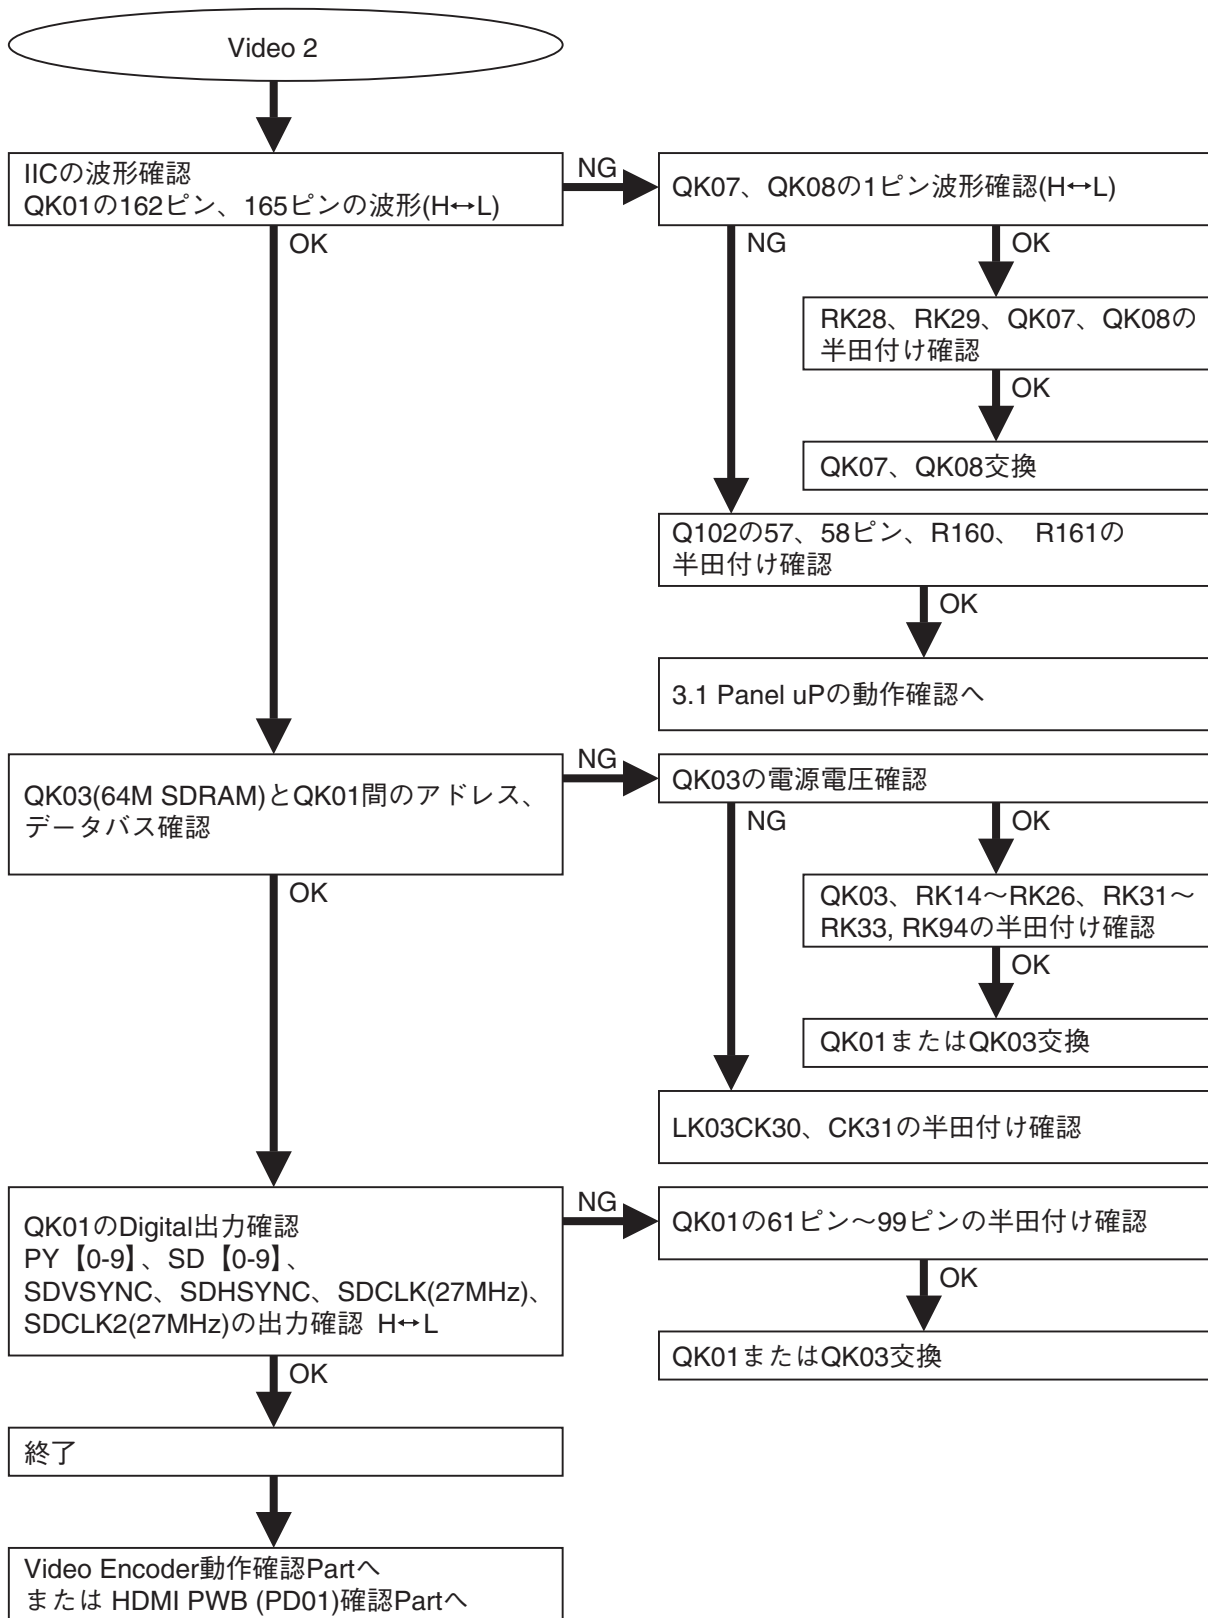 Video 2
IICの波形確認
QK01の162ピン、165ピンの波形(H↔L)
NG
QK07、QK08の1ピン波形確認(H↔L)
OK
NG
OK
RK28、RK29、QK07、QK08の
半田付け確認
OK
QK07、QK08交換
Q102の57、58ピン、R160、 R161の
半田付け確認
OK
3.1 Panel uPの動作確認へ
QK03(64M SDRAM)とQK01間のアドレス、
データバス確認
NG
QK03の電源電圧確認
OK
NG
OK
QK03、RK14～RK26、RK31～
RK33, RK94の半田付け確認
OK
QK01またはQK03交換
LK03CK30、CK31の半田付け確認
QK01のDigital出力確認
PY【0-9】、SD【0-9】、
SDVSYNC、SDHSYNC、SDCLK(27MHz)、
SDCLK2(27MHz)の出力確認 H↔L
NG
QK01の61ピン～99ピンの半田付け確認
OK
QK01またはQK03交換
OK
終了
Video Encoder動作確認Partへ
または HDMI PWB (PD01)確認Partへ